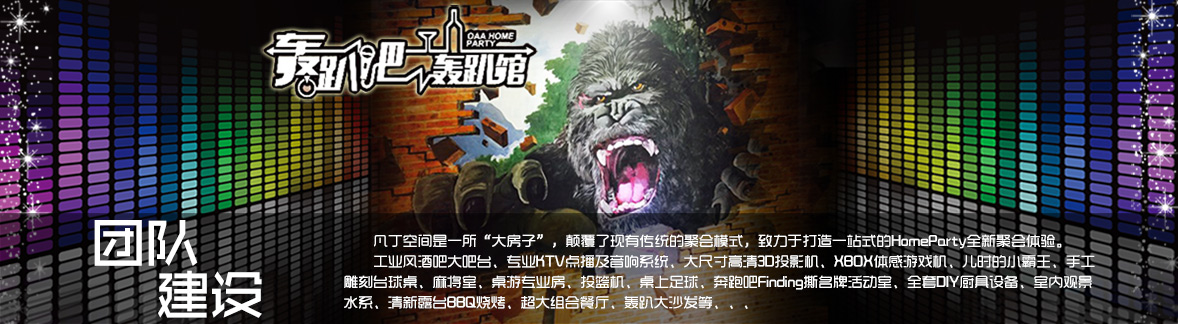 轰趴吧
OAA HOME
PARTY
轰趴馆
团队
建设
凡丁空间是一所“大房子”，颠覆了现有传统的聚会模式，致力于打造一站式的HomeParty全新聚会体验。
工业风酒吧大吧台、专业KTV点播及音响系统、大尺寸高清3D投影机、XBOX体感游戏机、儿时的小霸王、手工
雕刻台球桌、麻将室、桌游专业房、投篮机、桌上足球、奔跑吧Finding撕名牌活动室、全套DIY厨具设备、室内观景
水系、清新露台BBQ烧烤、超大组合餐厅、轰趴大沙发等、、、